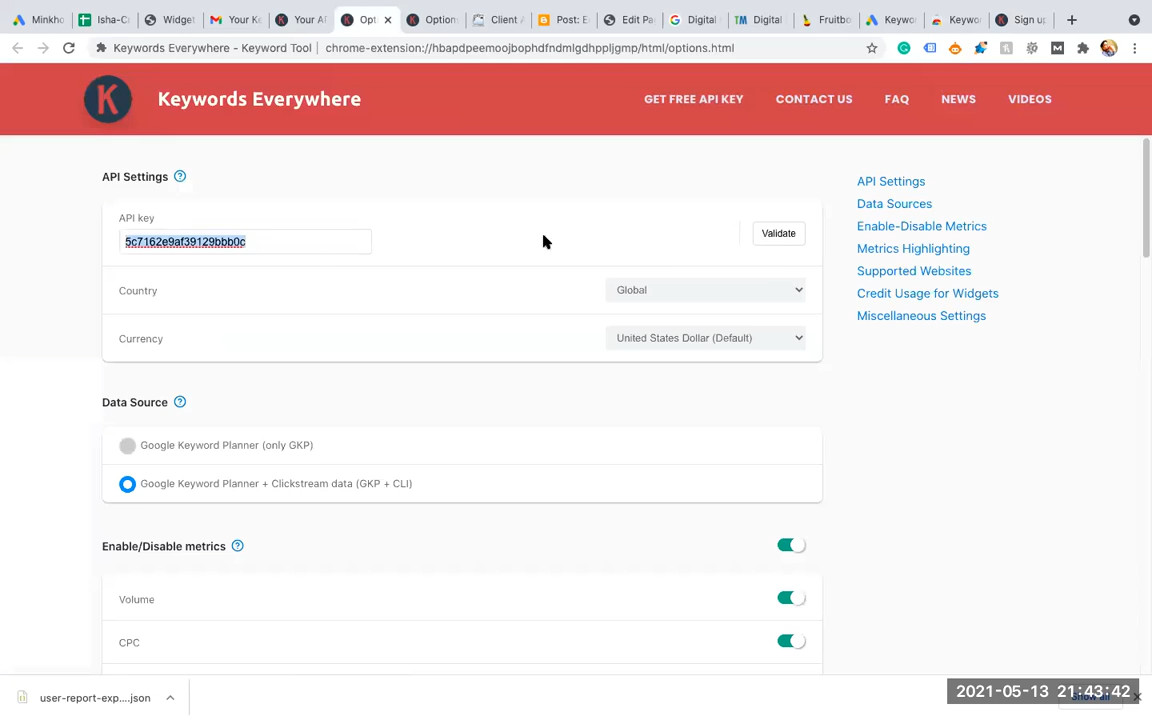 Minkho
Isha-C
Widget
Your Ke
Your AP
Opt
Option
Client A
Post: E
Edit Pa
Digital
Digital
Fruitbo
Keywo
Keywor
Sign up
Keywords Everywhere - Keyword Tool | chrome-extension://hbapdpeemoojbophdfndmlgdhppljgmp/html/options.html
Keywords Everywhere
GET FREE API KEY CONTACT US FAQ NEWS VIDEOS
API Settings
API key
5c7162e9af39129bbb0c
Validate
Country
Global
Currency
United States Dollar (Default)
Data Source
Google Keyword Planner (only GKP)
Google Keyword Planner + Clickstream data (GKP + CLI)
Enable/Disable metrics
Volume
CPC
API Settings
Data Sources
Enable-Disable Metrics
Metrics Highlighting
Supported Websites
Credit Usage for Widgets
Miscellaneous Settings
user-report-exp....json
Show all
2021-05-13 21:43:42